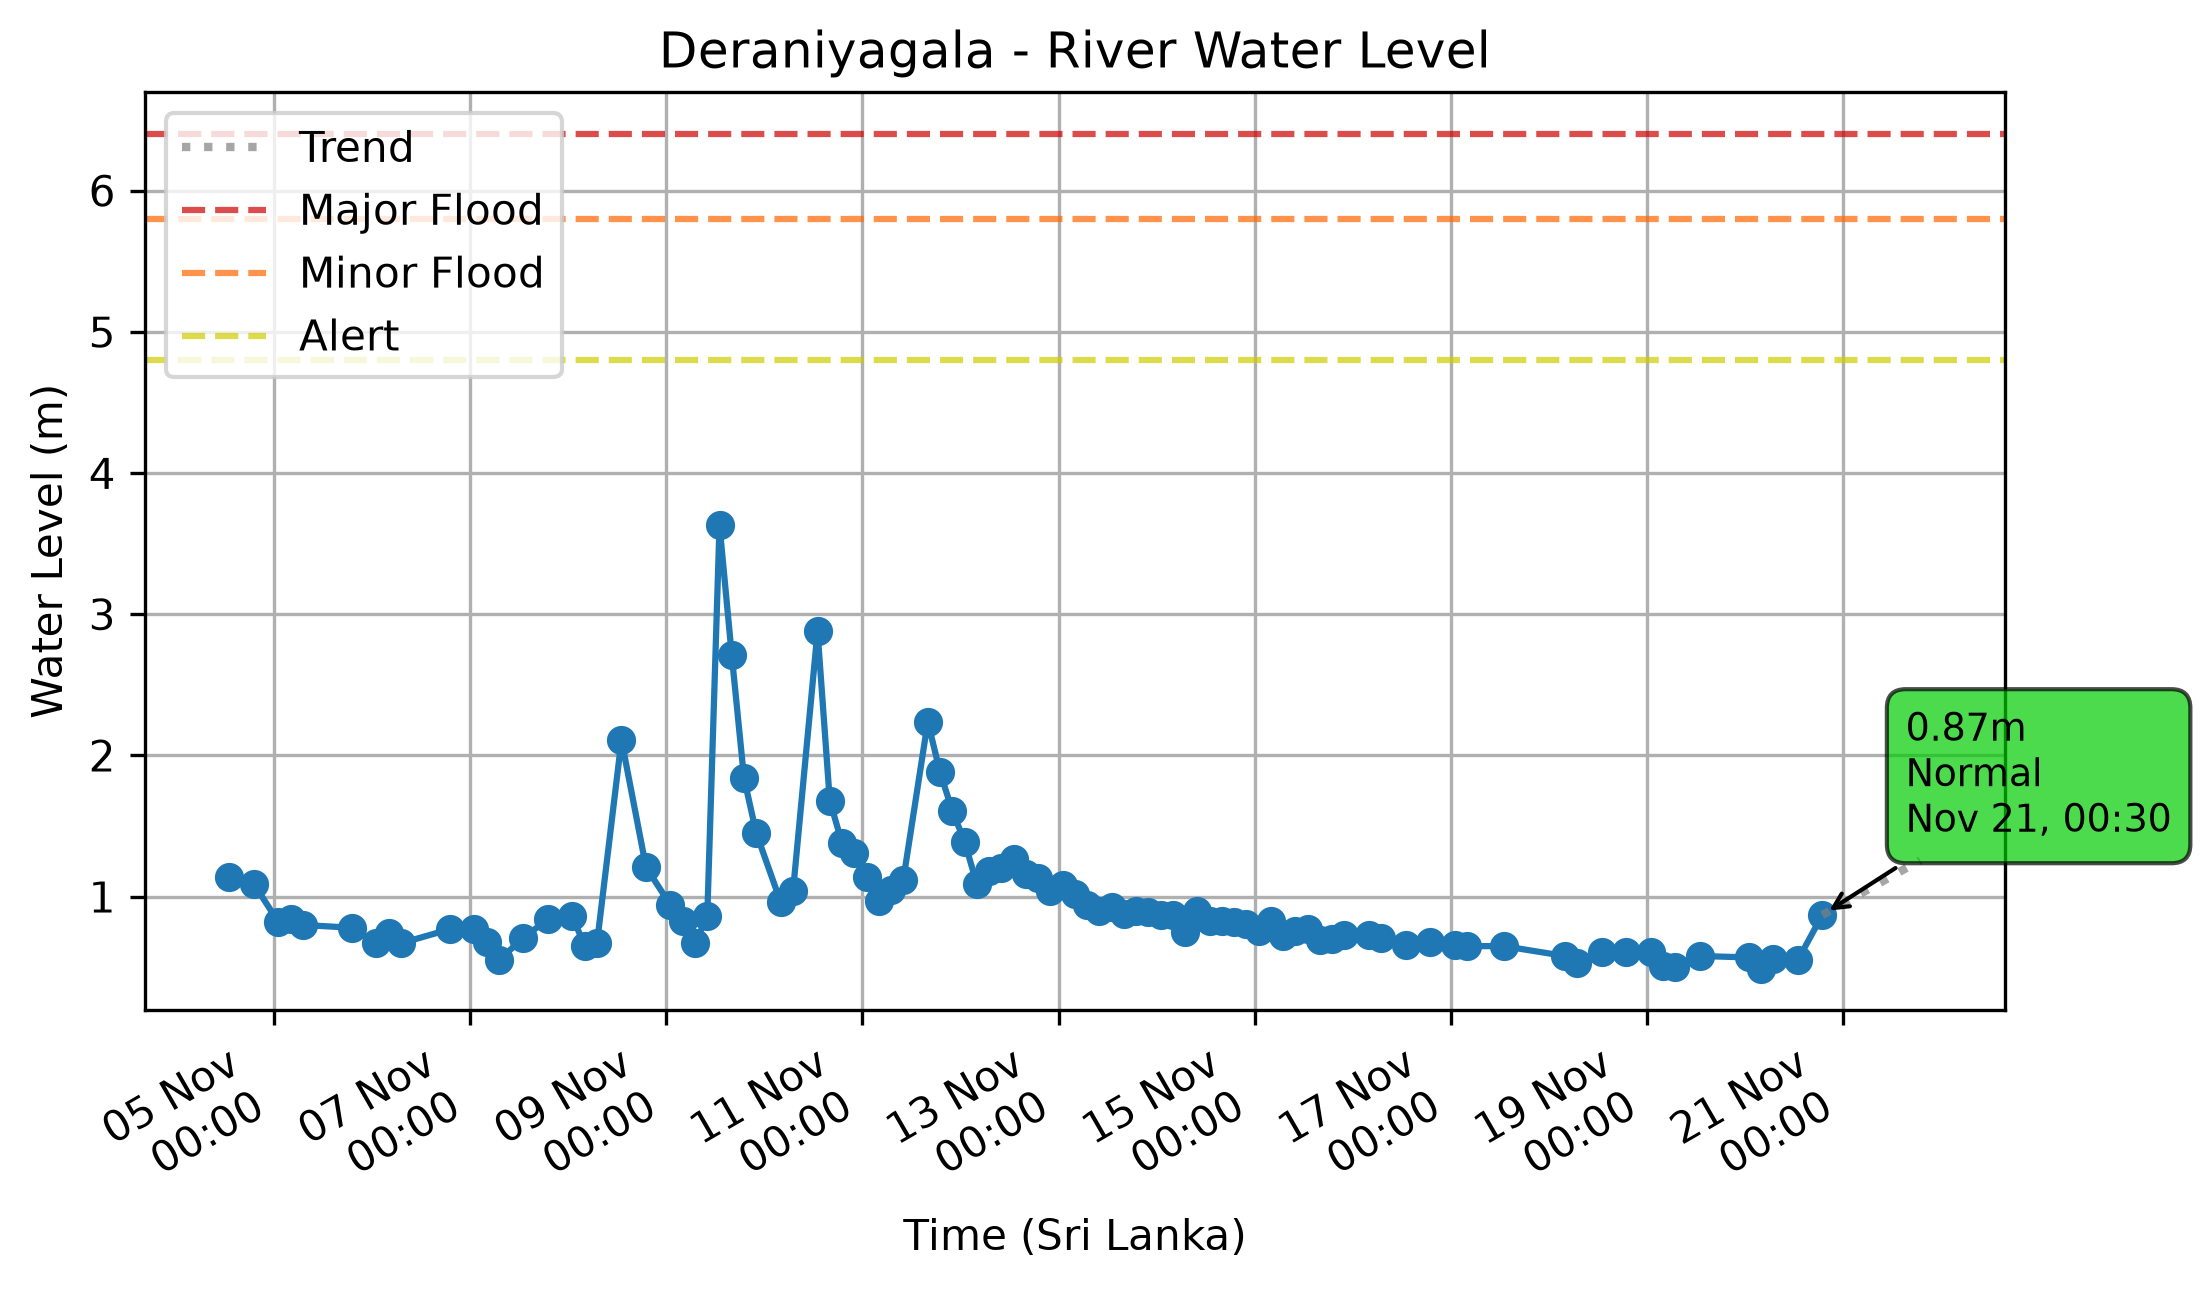 Deraniyagala - River Water Level
Trend
Major Flood
Minor Flood
Alert
6
5
4
3
2
1
Water Level (m)
0.87m
Normal
Nov 21, 00:30
05 Nov
00:00
07 Nov
00:00
09 Nov
00:00
11 Nov
00:00
13 Nov
00:00
15 Nov
00:00
17 Nov
00:00
19 Nov
00:00
21 Nov
00:00
Time (Sri Lanka)